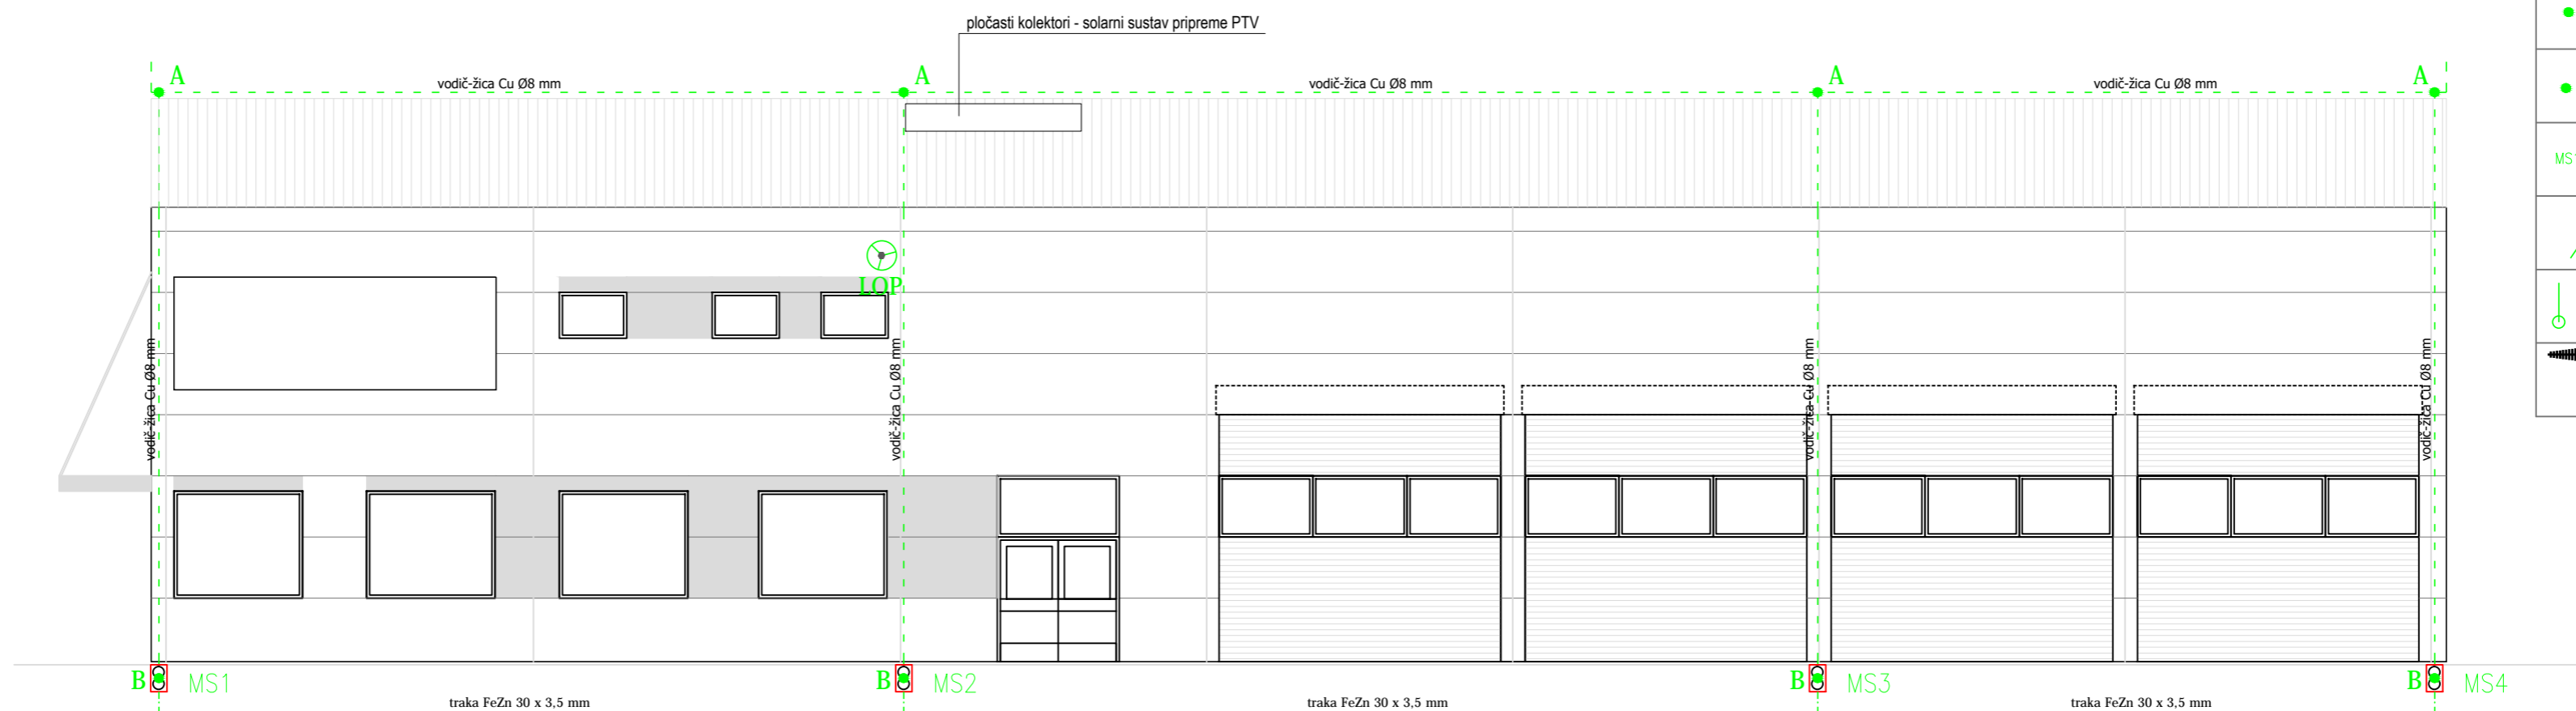 pločasti kolektori - solarni sustav pripreme PTV
A
vodič-žica Cu Ø8 mm
A
vodič-žica Cu Ø8 mm
A
vodič-žica Cu Ø8 mm
A
LOP
vodič-žica Cu Ø8 mm
vodič-žica Cu Ø8 mm
vodič-žica Cu Ø8 mm
vodič-žica Cu Ø8 mm
B
MS1
B
MS2
B
MS3
B
MS4
traka FeZn 30 x 3,5 mm
traka FeZn 30 x 3,5 mm
traka FeZn 30 x 3,5 mm